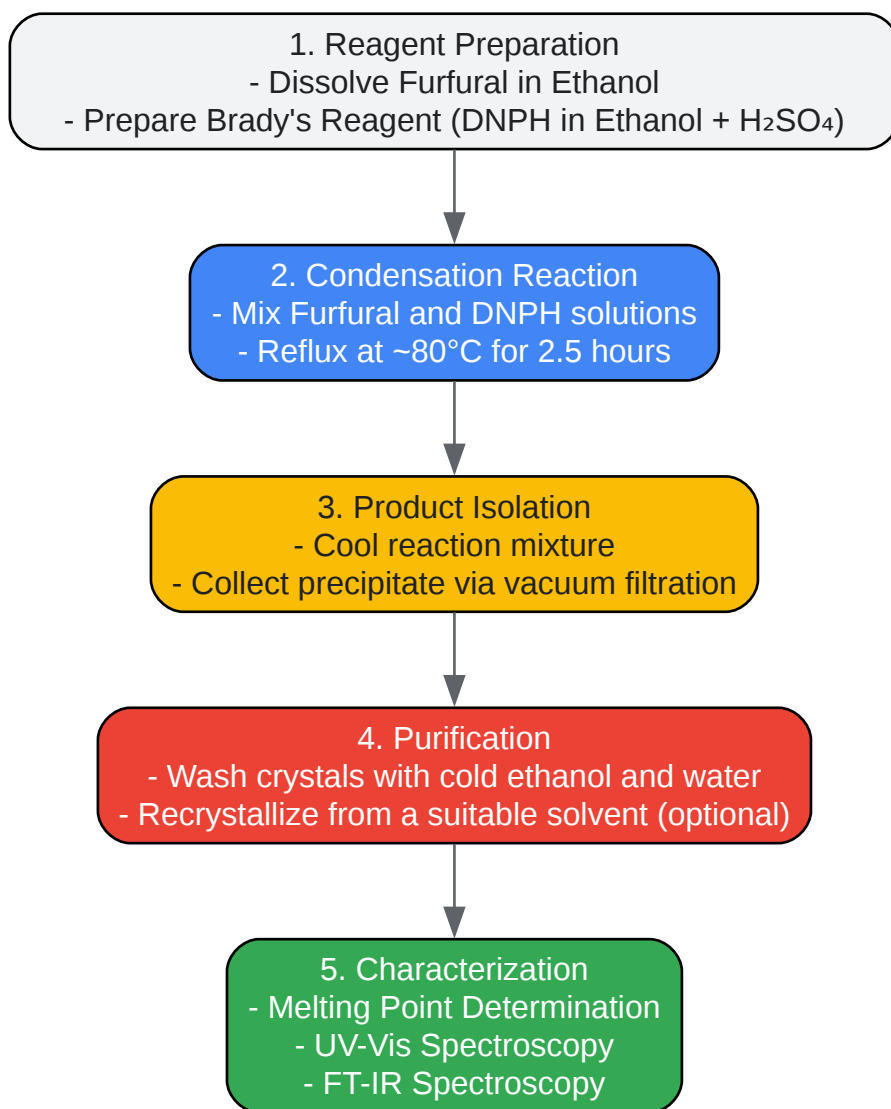 1. Reagent Preparation
- Dissolve Furfural in Ethanol
- Prepare Brady's Reagent (DNPH in Ethanol + H₂SO₄)
2. Condensation Reaction
- Mix Furfural and DNPH solutions
- Reflux at ~80°C for 2.5 hours
3. Product Isolation
- Cool reaction mixture
- Collect precipitate via vacuum filtration
4. Purification
- Wash crystals with cold ethanol and water
- Recrystallize from a suitable solvent (optional)
5. Characterization
- Melting Point Determination
- UV-Vis Spectroscopy
- FT-IR Spectroscopy